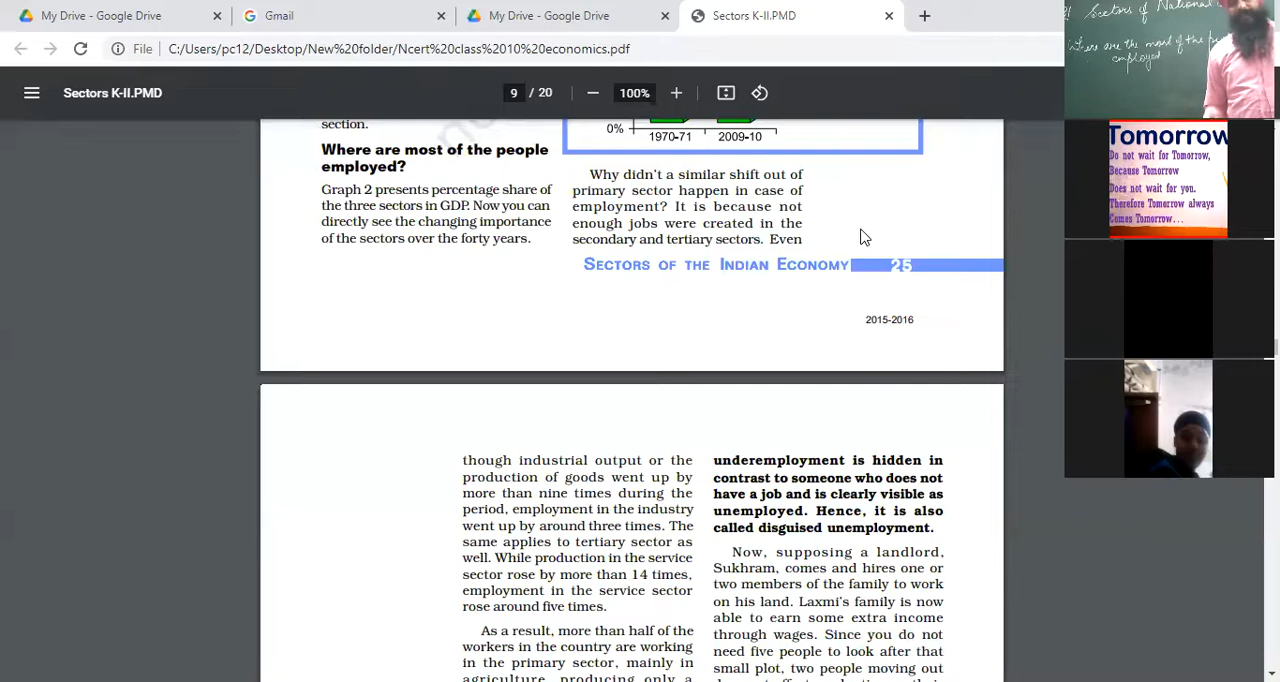 My Drive - Google Drive
Gmail
My Drive - Google Drive
Sectors K-II.PMD
File
C:/Users/pc12/Desktop/New%20folder/Ncert%20class%2010%20economics.pdf
Sectors K-II.PMD
9 / 20
100%
section.
Where are most of the people
employed?
Graph 2 presents percentage share of
the three sectors in GDP. Now you can
directly see the changing importance
of the sectors over the forty years.
0%
1970-71
2009-10
Why didn't a similar shift out of
primary sector happen in case of
employment? It is because not
enough jobs were created in the
secondary and tertiary sectors. Even
SECTORS OF THE INDIAN ECONOMY 25
2015-2016
though industrial output or the
production of goods went up by
more than nine times during the
period, employment in the industry
went up by around three times. The
same applies to tertiary sector as
well. While production in the service
sector rose by more than 14 times,
employment in the service sector
rose around five times.
As a result, more than half of the
workers in the country are working
in the primary sector, mainly in
agriculture, producing only a
underemployment is hidden in
contrast to someone who does not
have a job and is clearly visible as
unemployed. Hence, it is also
called disguised unemployment.
Now, supposing a landlord,
Sukhram, comes and hires one or
two members of the family to work
on his land. Laxmi's family is now
able to earn some extra income
through wages. Since you do not
need five people to look after that
small plot, two people moving out
Sectors of National
Where are the most of the
employed
Tomorrow
Do not wait for Tomorrow,
Because Tomorrow
Does not wait for you.
Therefore Tomorrow always
Comes Tomorrow...